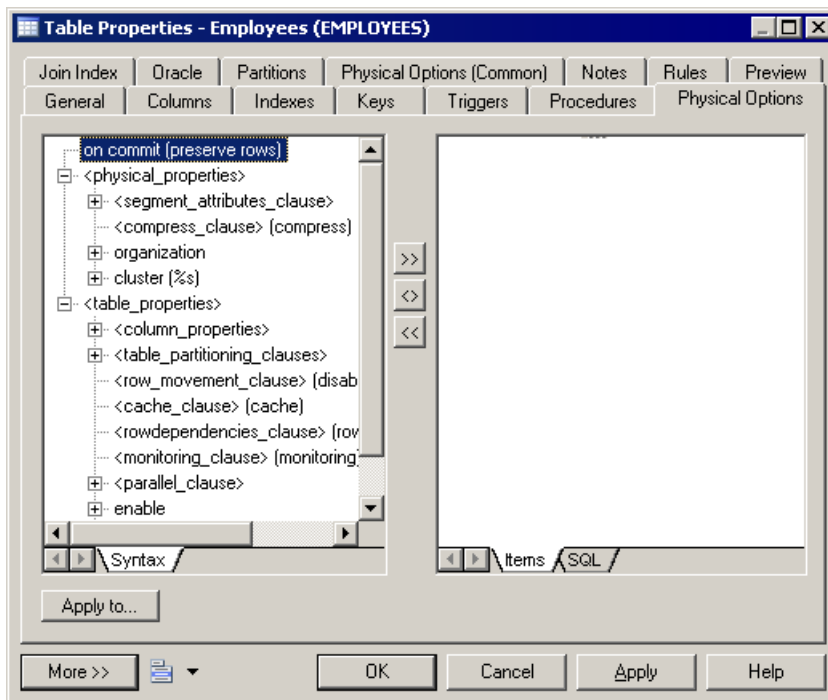 Table Properties - Employees (EMPLOYEES)
Join Index Oracle Partitions Physical Options (Common) Notes Rules Preview
General Columns Indexes Keys Triggers Procedures Physical Options
on commit (preserve rows)
<physical_properties>
<segment_attributes_clause>
<compress_clause> (compress)
organization
cluster (%s)
<table_properties>
<column_properties>
<table_partitioning_clauses>
<row_movement_clause> (disab
<cache_clause> (cache)
<rowdependencies_clause> (row
<monitoring_clause> (monitoring)
<parallel_clause>
enable
>>
<>
<<
Syntax
Items SQL
Apply to...
More >> OK Cancel Apply Help